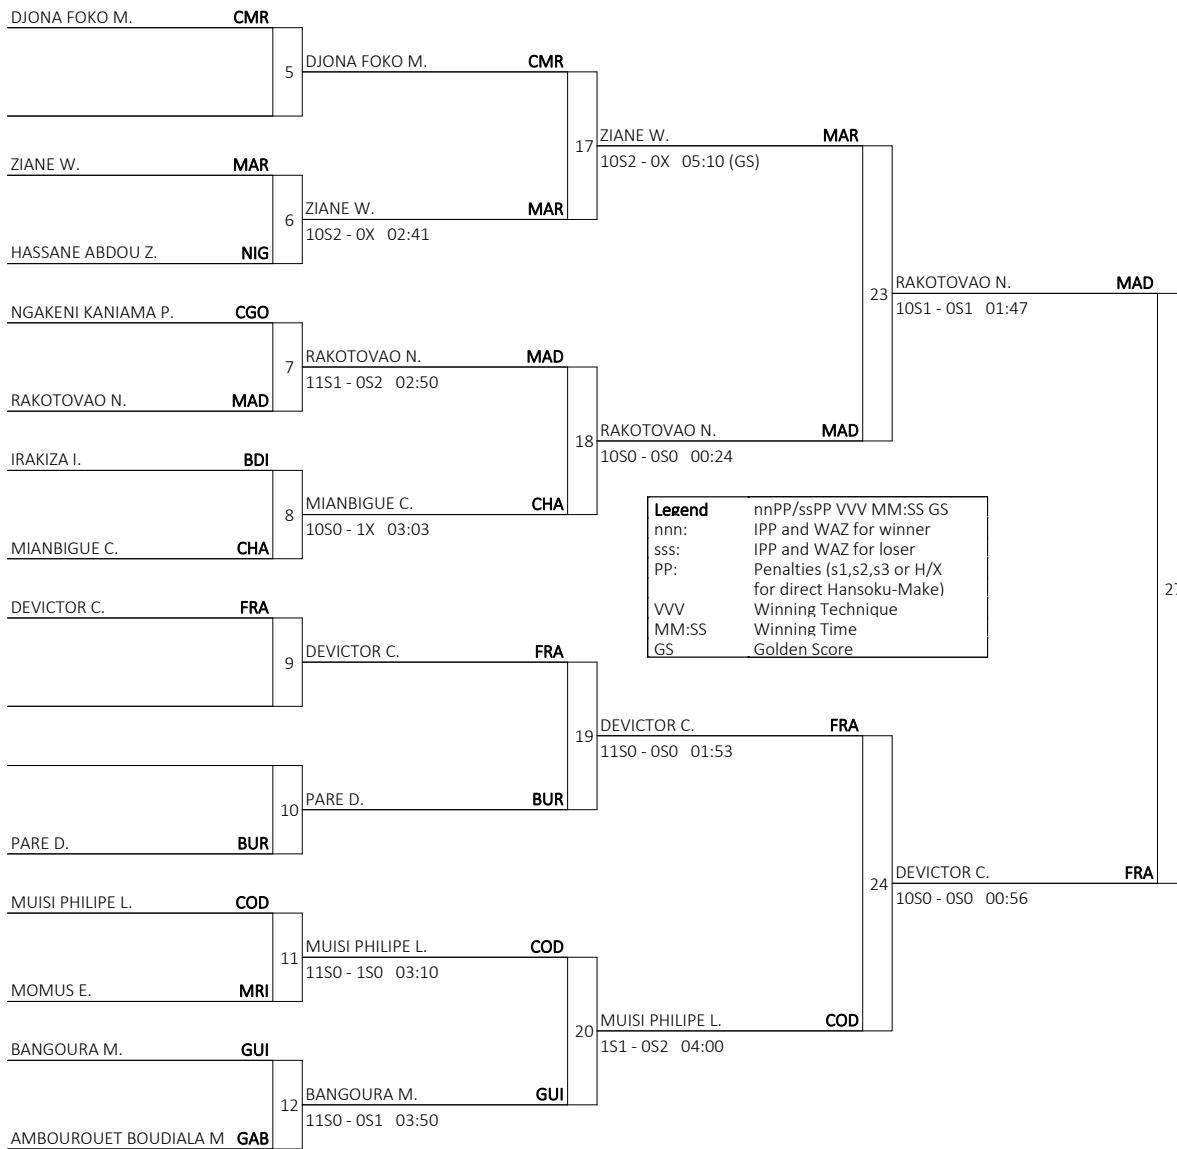 DJONA FOKO M. CMR
5 DJONA FOKO M. CMR
17 ZIANE W. MAR
10S2 - 0X 05:10 (GS)
ZIANE W. MAR
6 ZIANE W. MAR
10S2 - 0X 02:41
HASSANE ABDOU Z. NIG
23 RAKOTOVAO N. MAD
10S1 - 0S1 01:47
NGAKENI KANIAMA P. CGO
7 RAKOTOVAO N. MAD
11S1 - 0S2 02:50
RAKOTOVAO N. MAD
18 RAKOTOVAO N. MAD
10S0 - 0S0 00:24
IRAKIZA I. BDI
8 MIANBIGUE C. CHA
10S0 - 1X 03:03
MIANBIGUE C. CHA
Legend nnPP/ssPP VVV MM:SS GS
nnn: IPP and WAZ for winner
sss: IPP and WAZ for loser
PP: Penalties (s1,s2,s3 or H/X
for direct Hansoku-Make)
VVV Winning Technique
MM:SS Winning Time
GS Golden Score
27
DEVICTOR C. FRA
9 DEVICTOR C. FRA
19 DEVICTOR C. FRA
11S0 - 0S0 01:53
10 PARE D. BUR
PARE D. BUR
24 DEVICTOR C. FRA
10S0 - 0S0 00:56
MUISI PHILIPE L. COD
11 MUISI PHILIPE L. COD
11S0 - 1S0 03:10
MOMUS E. MRI
20 MUISI PHILIPE L. COD
1S1 - 0S2 04:00
BANGOURA M. GUI
12 BANGOURA M. GUI
11S0 - 0S1 03:50
AMBOUROUET BOUDIALA M GAB